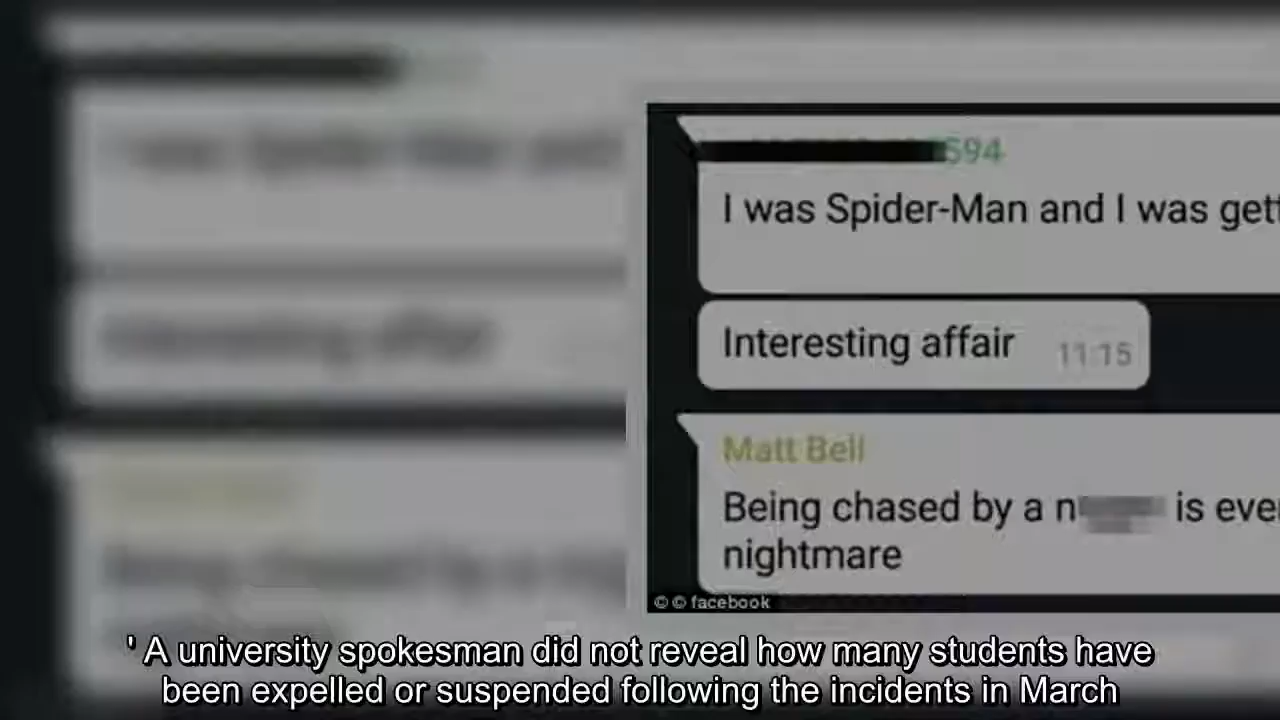 594
I was Spider-Man and I was gett
Interesting affair 11:15
Matt Bell
Being chased by a n is ever
nightmare
© © facebook
' A university spokesman did not reveal how many students have
been expelled or suspended following the incidents in March